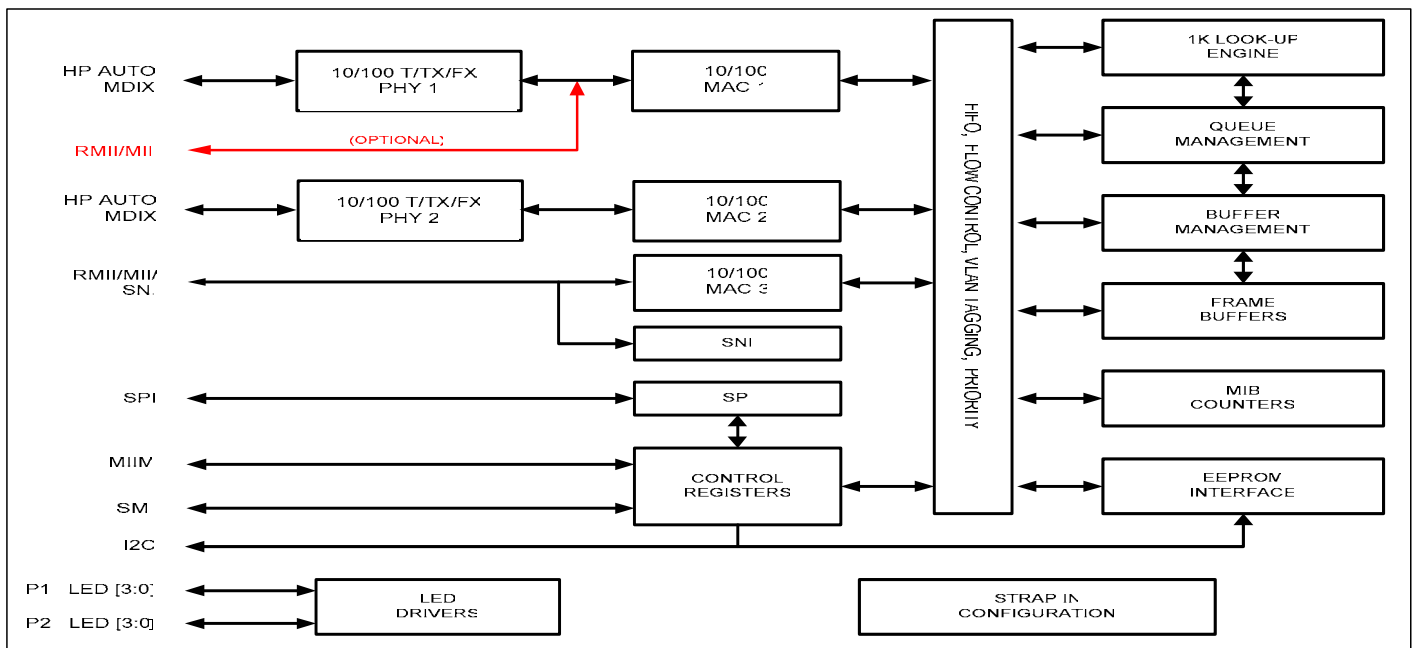 HP AUTO
MDIX
10/100 T/TX/FX
PHY 1
10/100
MAC 1
1K LOOK-UP
ENGINE
(OPTIONAL)
RMII/MII
QUEUE
MANAGEMENT
HP AUTO
MDIX
10/100 T/TX/FX
PHY 2
10/100
MAC 2
BUFFER
MANAGEMENT
RMII/MII/
SN.
10/100
MAC 3
FRAME
BUFFERS
SNI
FIFO, FLOW CONTROL, VLAN TAGGING, PRIORITY
SPI
SP
MIB
COUNTERS
MIIM
CONTROL
REGISTERS
EEPROM
INTERFACE
SM
I2C
P1 LED [3:0]
P2 LED [3:0]
LED
DRIVERS
STRAP IN
CONFIGURATION